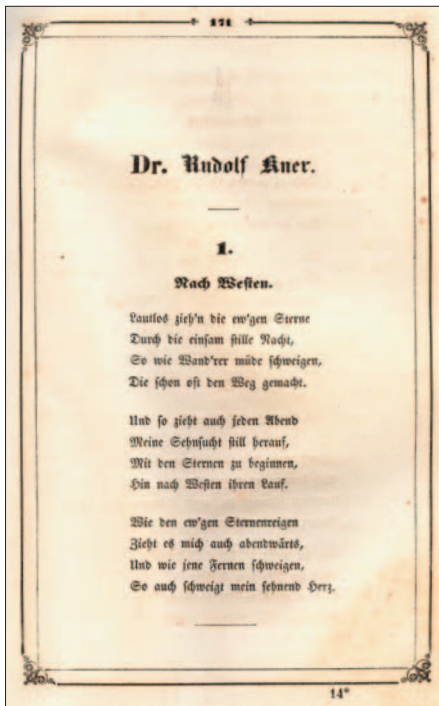 171
Dr. Rudolf Kner.
1.
Nach Westen.
Lautlos zieh'n die ew'gen Sterne
Durch die einsam stille Nacht,
So wie Wand'rer müde schweigen,
Die schon oft den Weg gemacht.
Und so zieht auch jeden Abend
Meine Sehnsucht still herauf,
Mit den Sternen zu beginnen,
Hin nach Westen ihren Lauf.
Wie den ew'gen Sternenreigen
Zieht es mich auch abendwärts,
Und wie jene Fernen schweigen,
So auch schweigt mein sehnend Herz.
14*